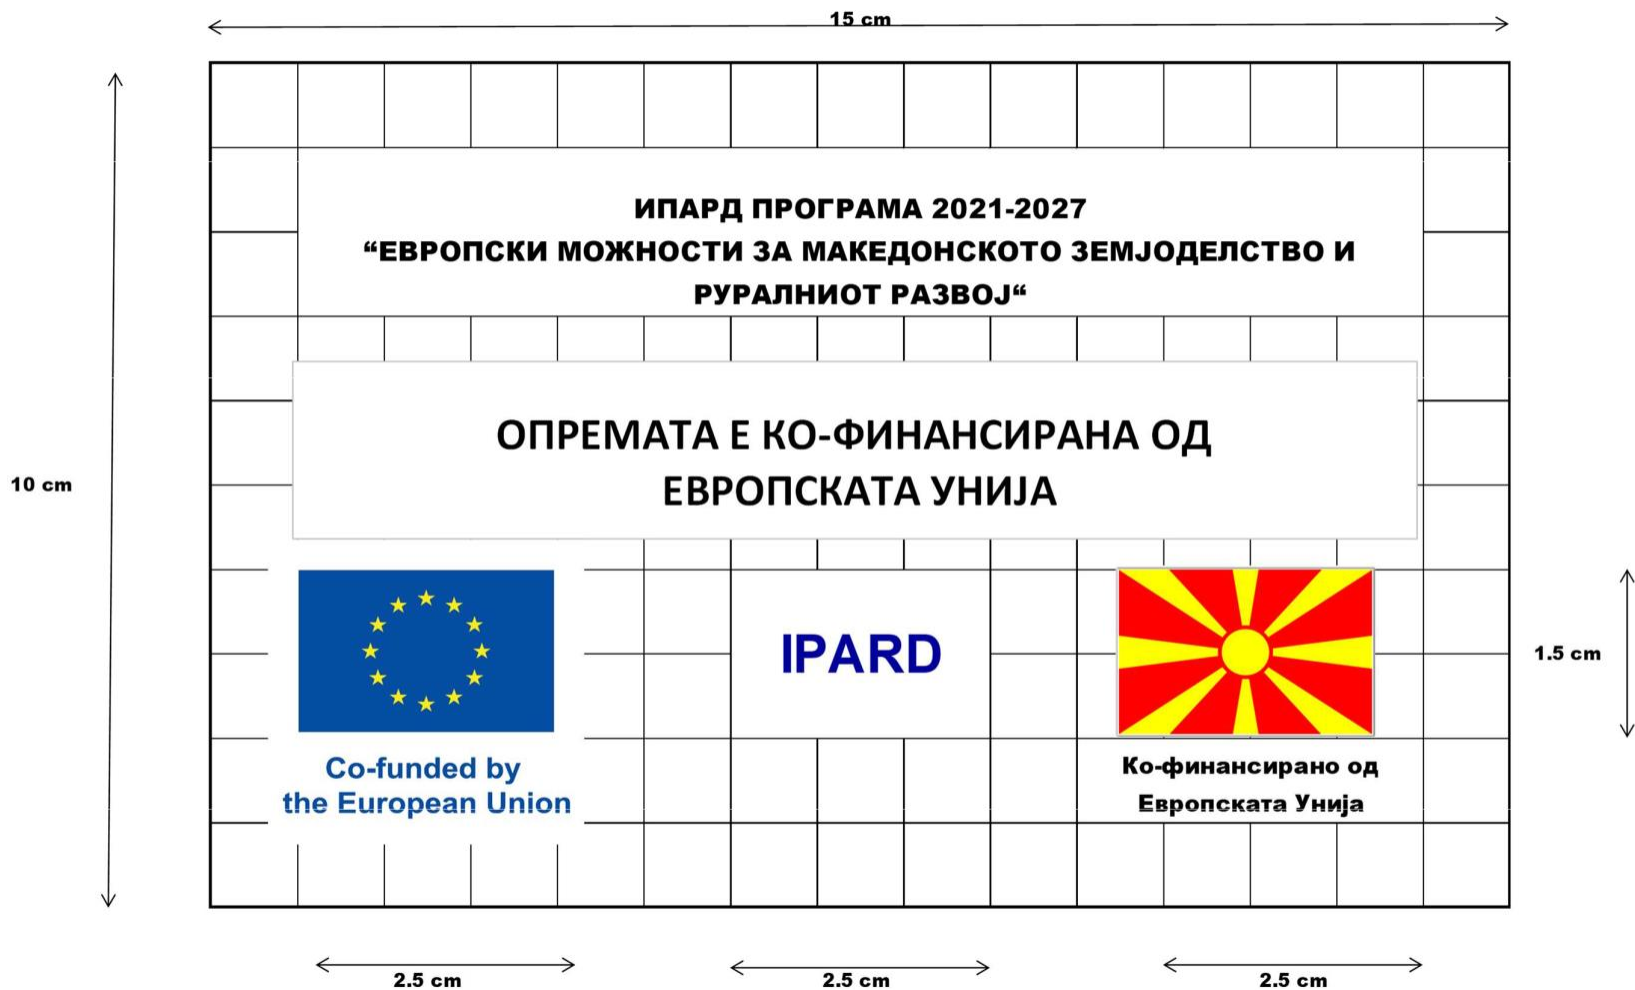 15 cm
ИПАРД ПРОГРАМА 2021-2027
“ЕВРОПСКИ МОЖНОСТИ ЗА МАКЕДОНСКОТО ЗЕМЈОДЕЛСТВО И
РУРАЛНИОТ РАЗВОЈ“
ОПРЕМАТА Е КО-ФИНАНСИРАНА ОД
ЕВРОПСКАТА УНИЈА
10 cm
IPARD
1.5 cm
Co-funded by
the European Union
Ко-финансирано од
Европската Унија
2.5 cm
2.5 cm
2.5 cm